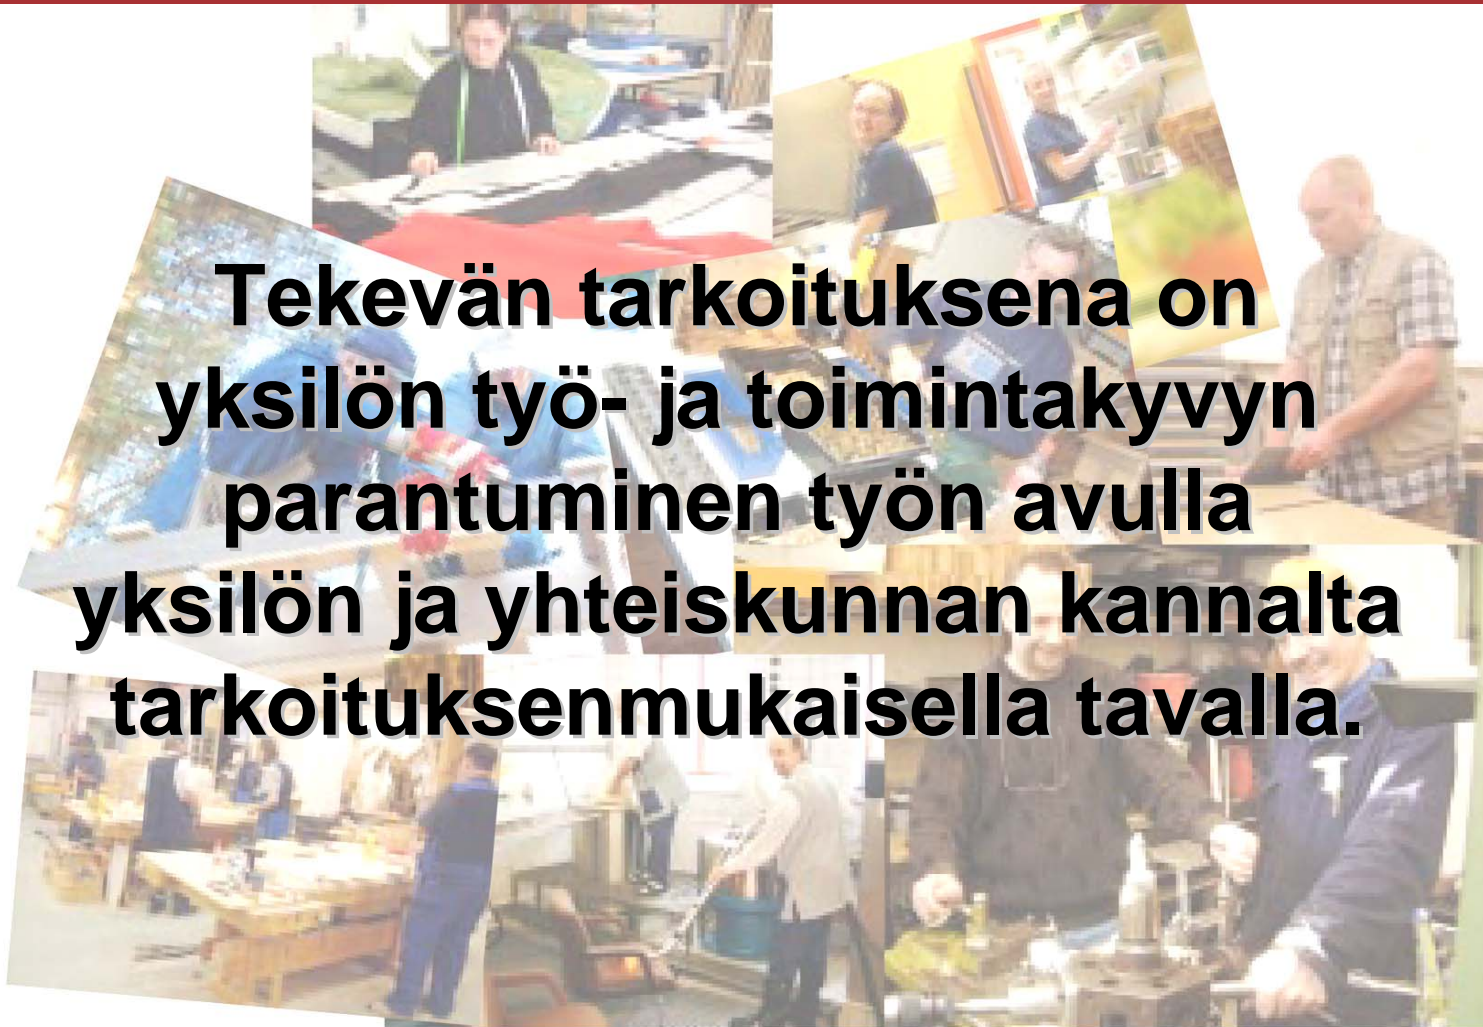 Tekevän tarkoituksena on
yksilön työ- ja toimintakyvyn
parantuminen työn avulla
yksilön ja yhteiskunnan kannalta
tarkoituksenmukaisella tavalla.